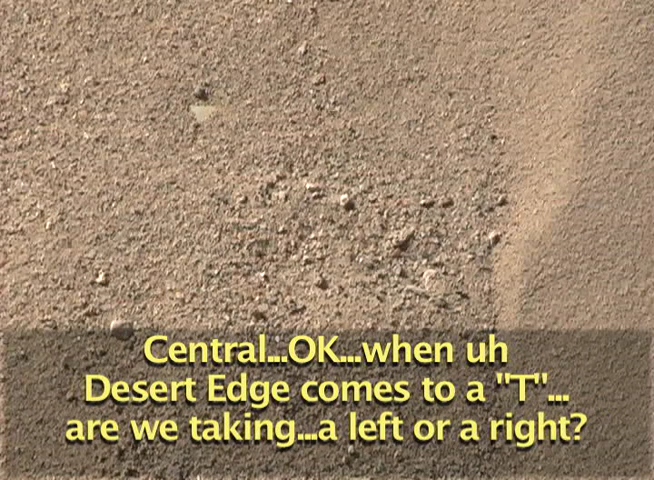 Central...OK...when uh
Desert Edge comes to a "T"...
are we taking...a left or a right?